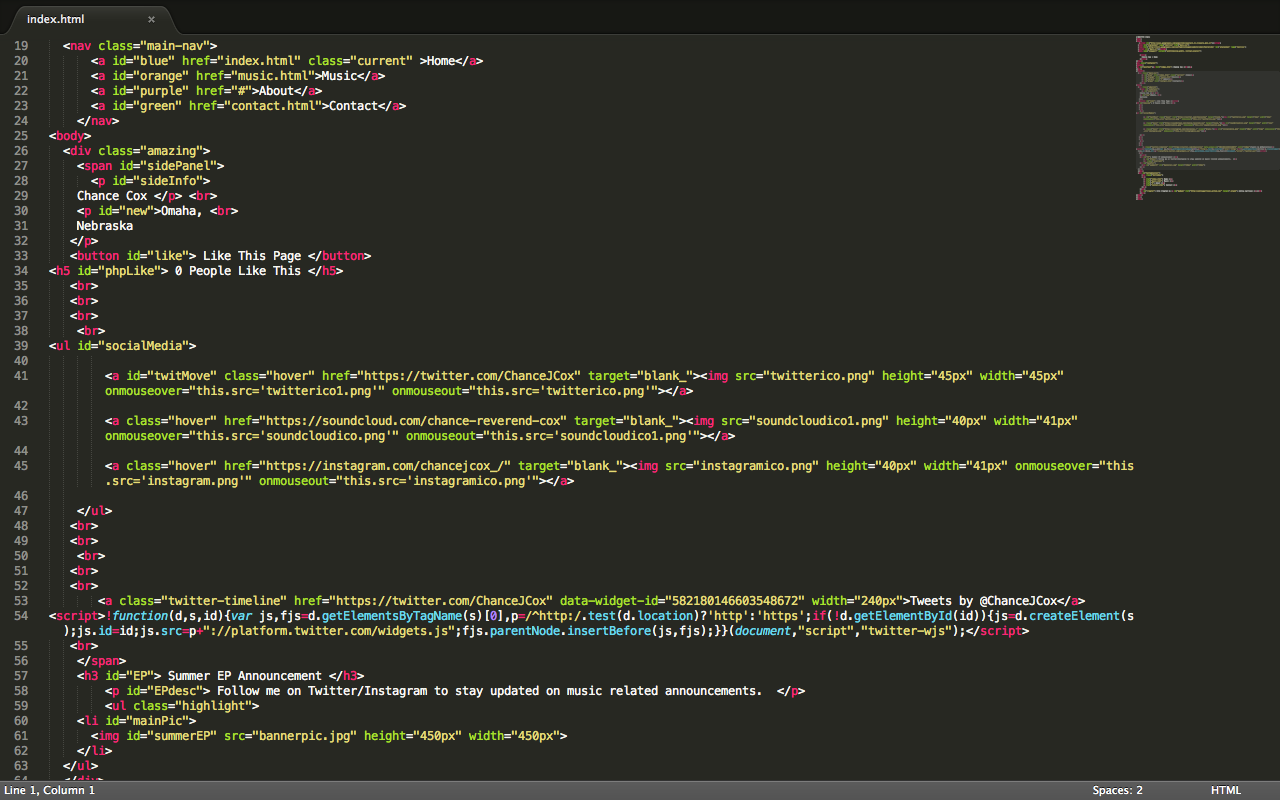 index.html ×
19 <nav class="main-nav">
20 <a id="blue" href="index.html" class="current" >Home</a>
21 <a id="orange" href="music.html">Music</a>
22 <a id="purple" href="#">About</a>
23 <a id="green" href="contact.html">Contact</a>
24 </nav>
25 <body>
26 <div class="amazing">
27 <span id="sidePanel">
28 <p id="sideInfo">
29 Chance Cox </p> <br>
30 <p id="new">Omaha, <br>
31 Nebraska
32 </p>
33 <button id="like"> Like This Page </button>
34 <h5 id="phpLike"> 0 People Like This </h5>
35 <br>
36 <br>
37 <br>
38 <br>
39 <ul id="socialMedia">
40
41 <a id="twitMove" class="hover" href="https://twitter.com/ChanceJCox" target="blank_"><img src="twitterico.png" height="45px" width="45px"
onmouseover="this.src='twitterico1.png'" onmouseout="this.src='twitterico.png'"></a>
42
43 <a class="hover" href="https://soundcloud.com/chance-reverend-cox" target="blank_"><img src="soundcloudico1.png" height="40px" width="41px"
onmouseover="this.src='soundcloudico.png'" onmouseout="this.src='soundcloudico1.png'"></a>
44
45 <a class="hover" href="https://instagram.com/chancejcox_/" target="blank_"><img src="instagramico.png" height="40px" width="41px" onmouseover="this
.src='instagram.png'" onmouseout="this.src='instagramico.png'"></a>
46
47 </ul>
48 <br>
49 <br>
50 <br>
51 <br>
52 <br>
53 <a class="twitter-timeline" href="https://twitter.com/ChanceJCox" data-widget-id="582180146603548672" width="240px">Tweets by @ChanceJCox</a>
54 <script>!function(d,s,id){var js,fjs=d.getElementsByTagName(s)[0],p=/^http:/.test(d.location)?'http':'https';if(!d.getElementById(id)){js=d.createElement(s
);js.id=id;js.src=p+"://platform.twitter.com/widgets.js";fjs.parentNode.insertBefore(js,fjs);}}(document,"script","twitter-wjs");</script>
55 <br>
56 </span>
57 <h3 id="EP"> Summer EP Announcement </h3>
58 <p id="EPdesc"> Follow me on Twitter/Instagram to stay updated on music related announcements. </p>
59 <ul class="highlight">
60 <li id="mainPic">
61 <img id="summerEP" src="bannerpic.jpg" height="450px" width="450px">
62 </li>
63 </ul>
64 </div>
Line 1, Column 1 Spaces: 2 HTML